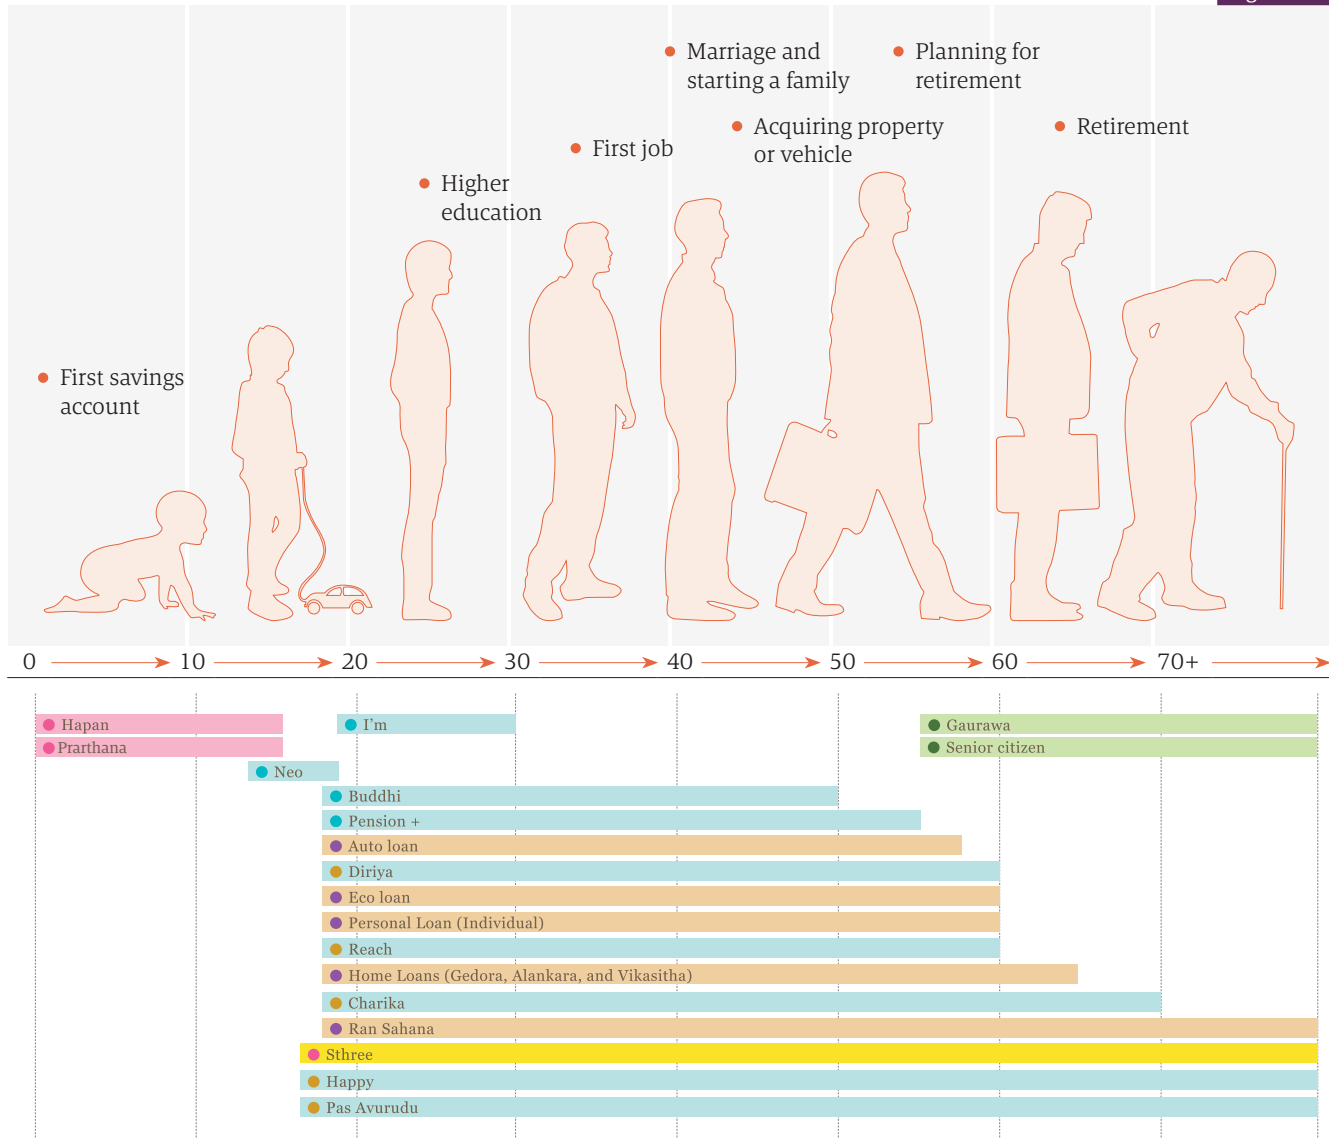 Marriage and
starting a family
Planning for
retirement
Acquiring property
or vehicle
Retirement
First job
Higher
education
First savings
account
0 10 20 30 40 50 60 70+
Hapan
I'm
Gaurawa
Prarthana
Senior citizen
Neo
Buddhi
Pension +
Auto loan
Diriya
Eco loan
Personal Loan (Individual)
Reach
Home Loans (Gedora, Alankara, and Vikasitha)
Charika
Ran Sahana
Sthree
Happy
Pas Avurudu